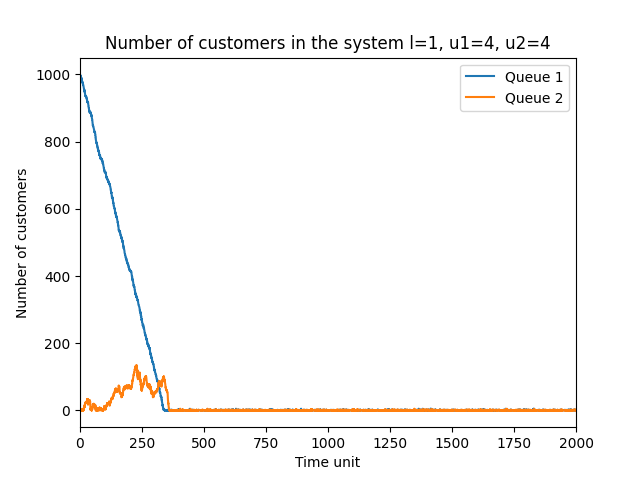 Number of customers in the system l=1, u1=4, u2=4
Number of customers
1000
800
600
400
200
0
Queue 1
Queue 2
0 250 500 750 1000 1250 1500 1750 2000
Time unit